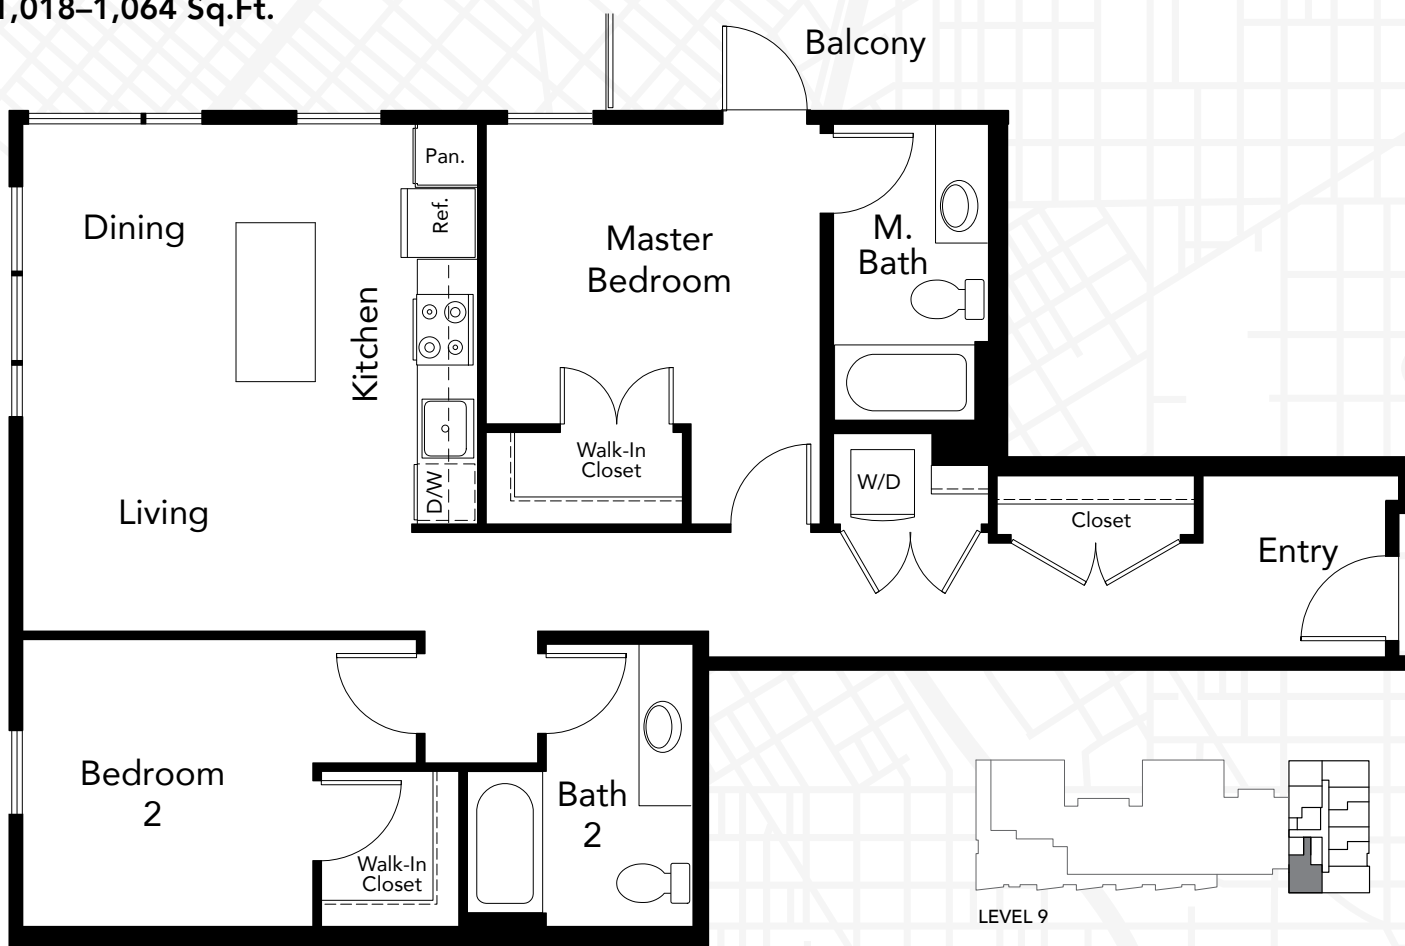 1,018–1,064 Sq.Ft.
Balcony
Pan.
Ref.
Dining
Master
Bedroom
M.
Bath
Kitchen
Walk-In
Closet
W/D
D/W
Living
Closet
Entry
Bedroom
2
Bath
2
Walk-In
Closet
LEVEL 9